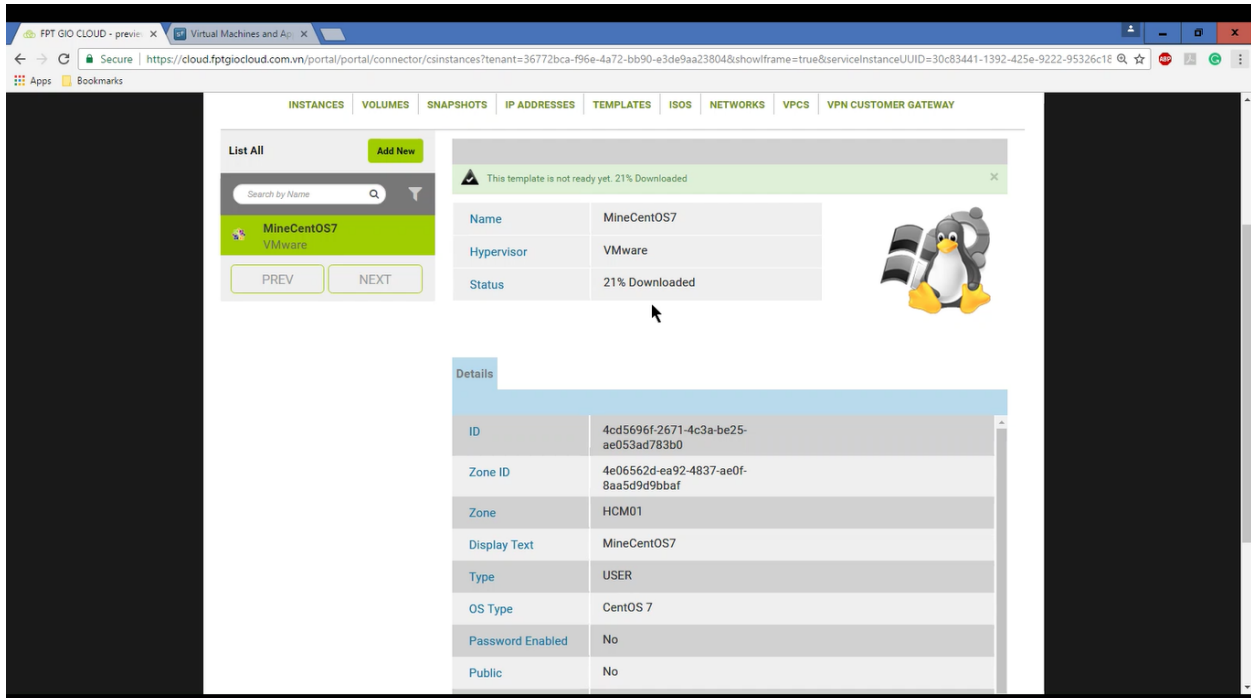 FPT GIO CLOUD - previe
Virtual Machines and Ap
Secure
https://cloud.fptgiocloud.com.vn/portal/portal/connector/csinstances?tenant=36772bca-f96e-4a72-bb90-e3de9aa23804&showIframe=true&serviceInstanceUUID=30c83441-1392-425e-9222-95326c18
ABP
Apps
Bookmarks
INSTANCES VOLUMES SNAPSHOTS IP ADDRESSES TEMPLATES ISOS NETWORKS VPCS VPN CUSTOMER GATEWAY
List All
Add New
Search by Name
MineCentOS7
VMware
PREV NEXT
This template is not ready yet. 21% Downloaded
Name MineCentOS7
Hypervisor VMware
Status 21% Downloaded
Details
ID 4cd5696f-2671-4c3a-be25-
ae053ad783b0
Zone ID 4e06562d-ea92-4837-ae0f-
8aa5d9d9bbaf
Zone HCM01
Display Text MineCentOS7
Type USER
OS Type CentOS 7
Password Enabled No
Public No